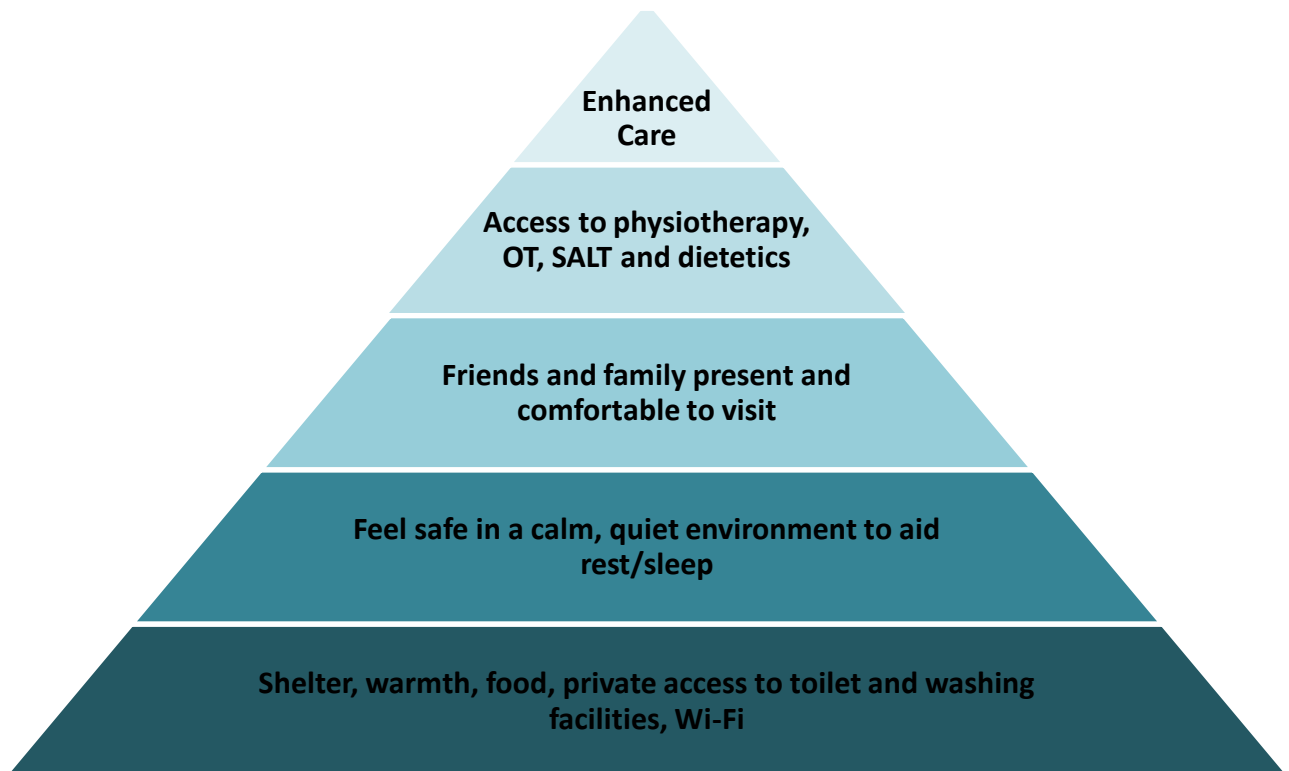 Enhanced
Care
Access to physiotherapy,
OT, SALT and dietetics
Friends and family present and
comfortable to visit
Feel safe in a calm, quiet environment to aid
rest/sleep
Shelter, warmth, food, private access to toilet and washing
facilities, Wi-Fi